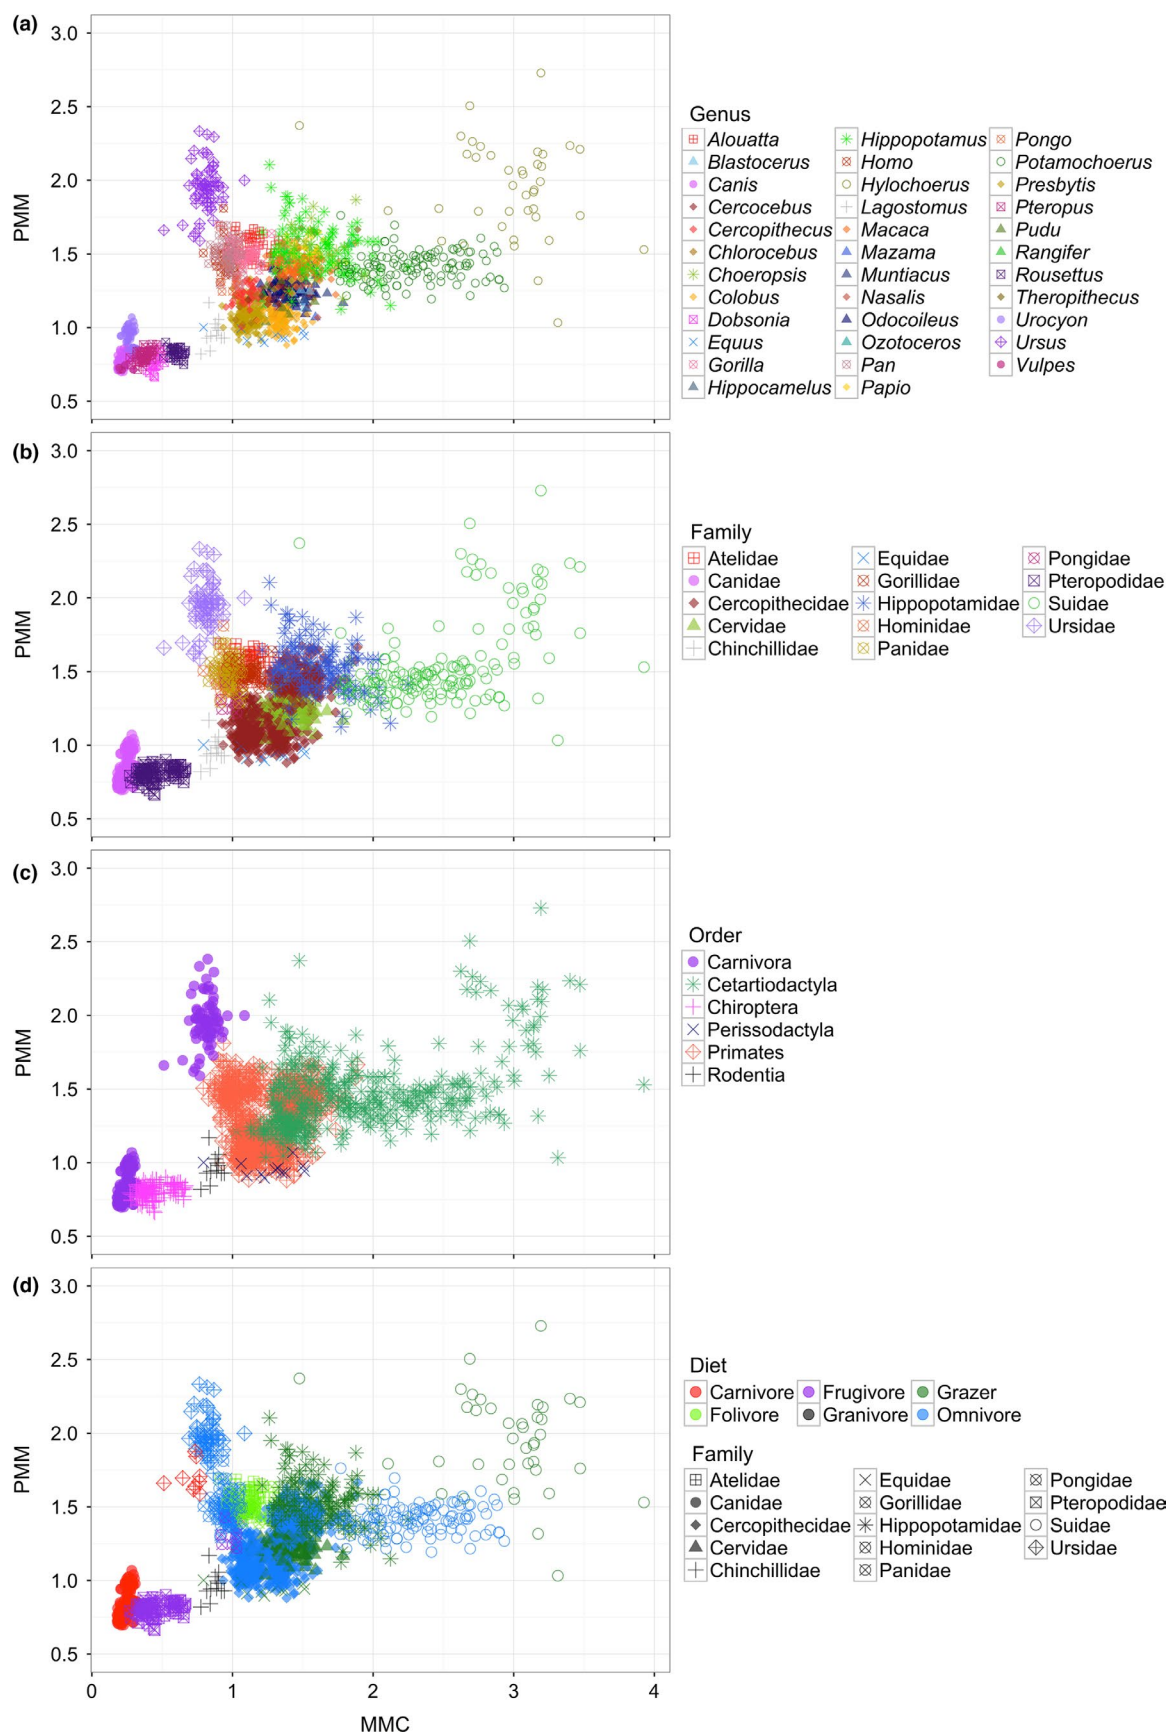 (a)
3.0
2.5
2.0
1.5
1.0
0.5
PMM
Genus
Alouatta Hippopotamus Pongo
Blastocerus Homo Potamochoerus
Canis Hylochoerus Presbytis
Cercocebus Lagostomus Pteropus
Cercopithecus Macaca Pudu
Chlorocebus Mazama Rangifer
Choeropsis Muntiacus Rousettus
Colobus Nasalis Theropithecus
Dobsonia Odocoileus Urocyon
Equus Ozotoceros Ursus
Gorilla Pan Vulpes
Hippocamelus Papio
(b)
3.0
2.5
2.0
1.5
1.0
0.5
PMM
Family
Atelidae Equidae Pongidae
Canidae Gorillidae Pteropodidae
Cercopithecidae Hippopotamidae Suidae
Cervidae Hominidae Ursidae
Chinchillidae Panidae
(c)
3.0
2.5
2.0
1.5
1.0
0.5
PMM
Order
Carnivora
Cetartiodactyla
Chiroptera
Perissodactyla
Primates
Rodentia
(d)
3.0
2.5
2.0
1.5
1.0
0.5
PMM
Diet
Carnivore Frugivore Grazer
Folivore Granivore Omnivore
Family
Atelidae Equidae Pongidae
Canidae Gorillidae Pteropodidae
Cercopithecidae Hippopotamidae Suidae
Cervidae Hominidae Ursidae
Chinchillidae Panidae
0 1 2 3 4
MMC